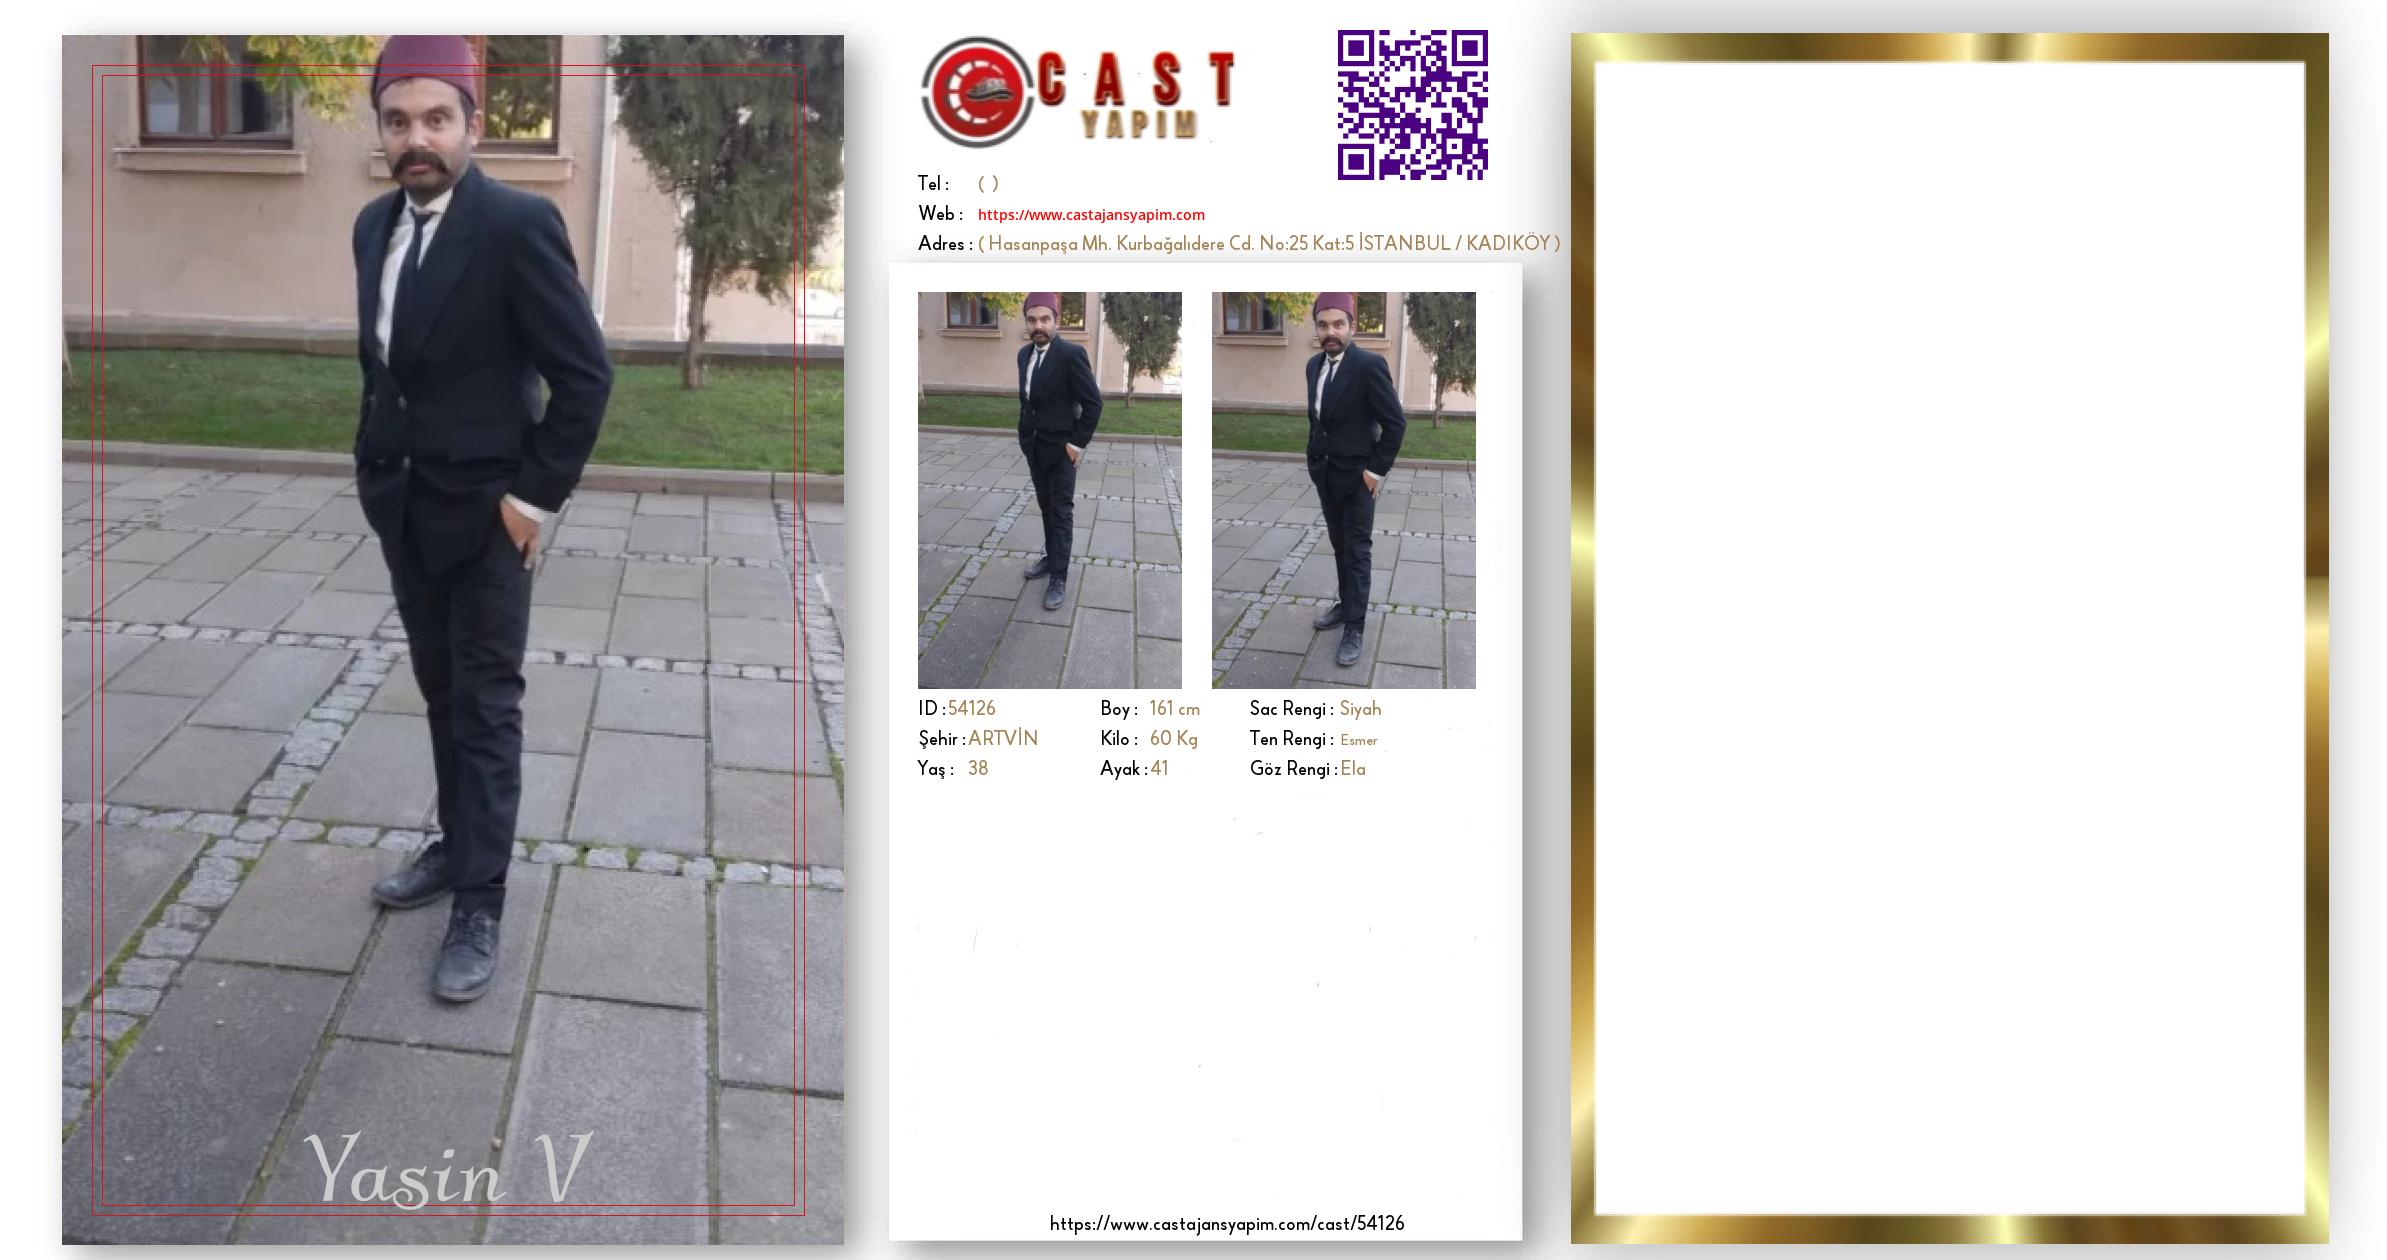 Yasin V
CAST
YAPIM
Tel : ( )
Web : https://www.castajansyapim.com
Adres : ( Hasanpaşa Mh. Kurbağalıdere Cd. No:25 Kat:5 İSTANBUL / KADIKÖY )
ID : 54126 Boy : 161 cm Sac Rengi : Siyah
Şehir : ARTVİN Kilo : 60 Kg Ten Rengi : Esmer
Yaş : 38 Ayak : 41 Göz Rengi : Ela
https://www.castajansyapim.com/cast/54126